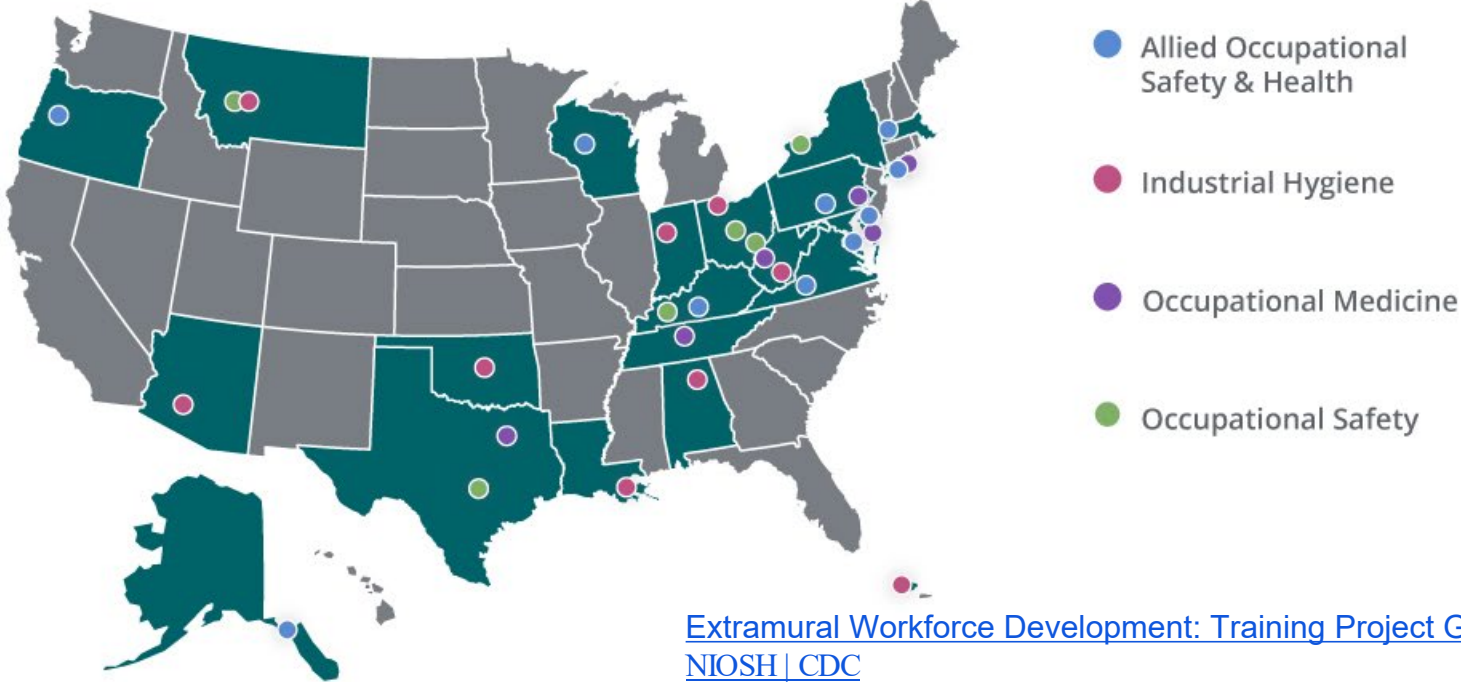 Allied Occupational
Safety & Health
Industrial Hygiene
Occupational Medicine
Occupational Safety
Extramural Workforce Development: Training Project G
NIOSH | CDC